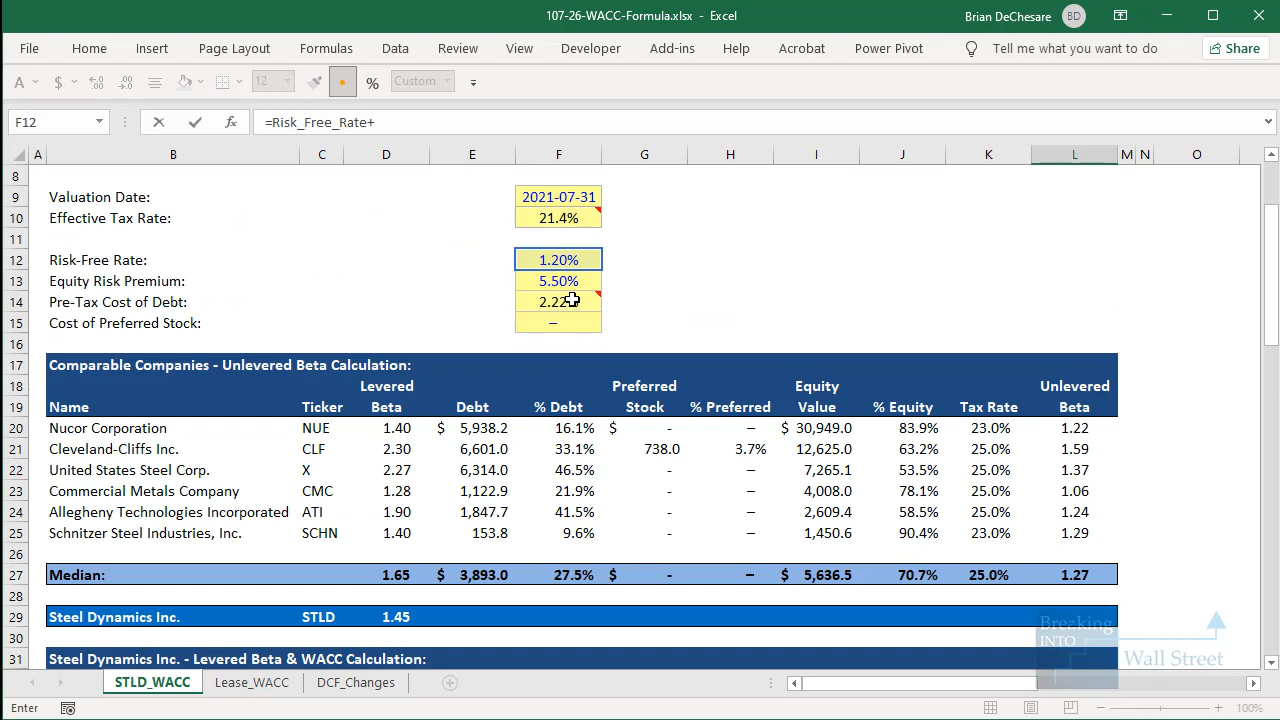 107-26-WACC-Formula.xlsx - Excel
Brian DeChesare BD
File Home Insert Page Layout Formulas Data Review View Developer Add-ins Help Acrobat Power Pivot Tell me what you want to do Share
A $ .00 12 % Custom
F12 fx =Risk_Free_Rate+
A B C D E F G H I J K L M N O
8
9 Valuation Date: 2021-07-31
10 Effective Tax Rate: 21.4%
11
12 Risk-Free Rate: 1.20%
13 Equity Risk Premium: 5.50%
14 Pre-Tax Cost of Debt:
15 Cost of Preferred Stock: –
16
17 Comparable Companies - Unlevered Beta Calculation:
18 Levered Preferred Equity Unlevered
19 Name Ticker Beta Debt % Debt Stock % Preferred Value % Equity Tax Rate Beta
20 Nucor Corporation NUE 1.40 $ 5,938.2 16.1% $ - – $ 30,949.0 83.9% 23.0% 1.22
21 Cleveland-Cliffs Inc. CLF 2.30 6,601.0 33.1% 738.0 3.7% 12,625.0 63.2% 25.0% 1.59
22 United States Steel Corp. X 2.27 6,314.0 46.5% - – 7,265.1 53.5% 25.0% 1.37
23 Commercial Metals Company CMC 1.28 1,122.9 21.9% - – 4,008.0 78.1% 25.0% 1.06
24 Allegheny Technologies Incorporated ATI 1.90 1,847.7 41.5% - – 2,609.4 58.5% 25.0% 1.24
25 Schnitzer Steel Industries, Inc. SCHN 1.40 153.8 9.6% - – 1,450.6 90.4% 23.0% 1.29
26
27 Median: 1.65 $ 3,893.0 27.5% $ - – $ 5,636.5 70.7% 25.0% 1.27
28
29 Steel Dynamics Inc. STLD 1.45
30
31 Steel Dynamics Inc. - Levered Beta & WACC Calculation:
Breaking
INTO
Wall Street
STLD_WACC Lease_WACC DCF_Changes
Enter 100%